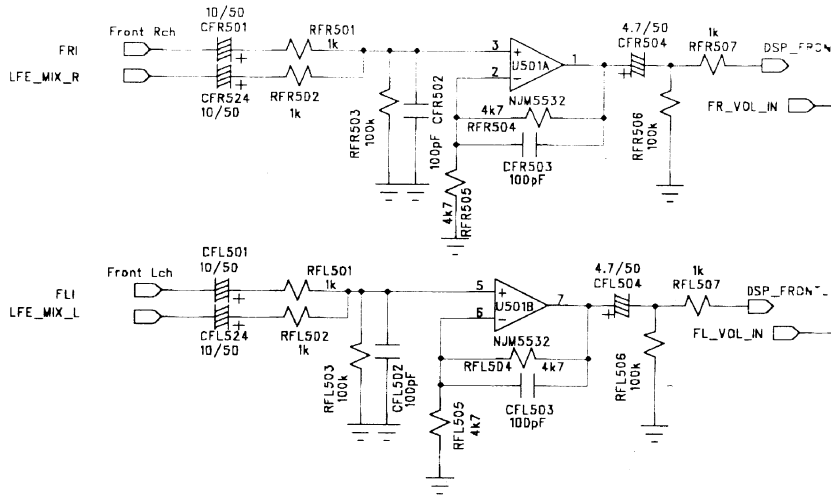 10/50
CFR501
Front Rch
RFR501
1k
FRI
LFE_MIX_R
CFR524
10/50
RFR502
1k
RFR503
100k
CFR502
100pF
3
2
1
U501A
NJM5532
4k7
RFR504
CFR503
100pF
4k7
RFR505
4.7/50
CFR504
1k
RFR507
DSP_FRONT
FR_VOL_IN
RFR506
100k
CFL501
10/50
Front Lch
RFL501
1k
FLI
LFE_MIX_L
CFL524
10/50
RFL502
1k
RFL503
100k
CFL502
100pF
5
6
7
U501B
NJM5532
RFL504
4k7
CFL503
100pF
RFL505
4k7
4.7/50
CFL504
1k
RFL507
DSP_FRONT_
FL_VOL_IN
RFL506
100k